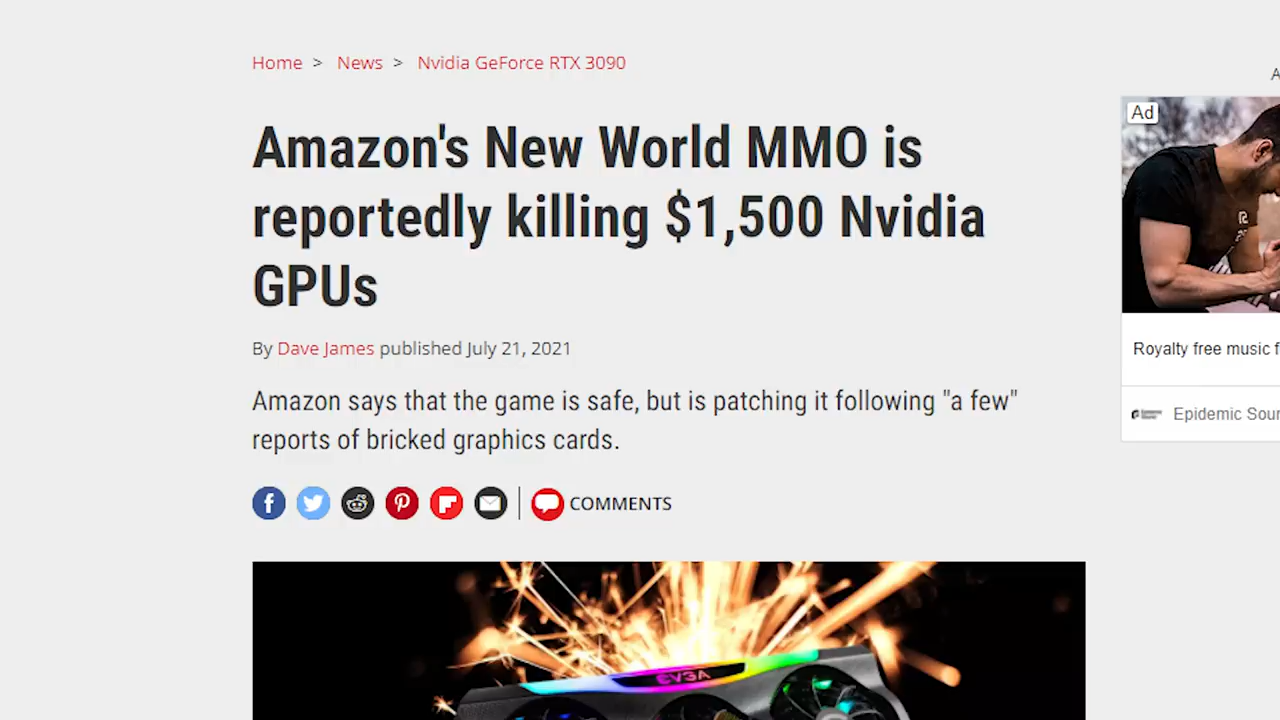 Home > News > Nvidia GeForce RTX 3090
A
Ad
Amazon's New World MMO is
reportedly killing $1,500 Nvidia
GPUs
By Dave James published July 21, 2021
Royalty free music f
Amazon says that the game is safe, but is patching it following "a few"
reports of bricked graphics cards.
Epidemic Sour
COMMENTS
EVGA